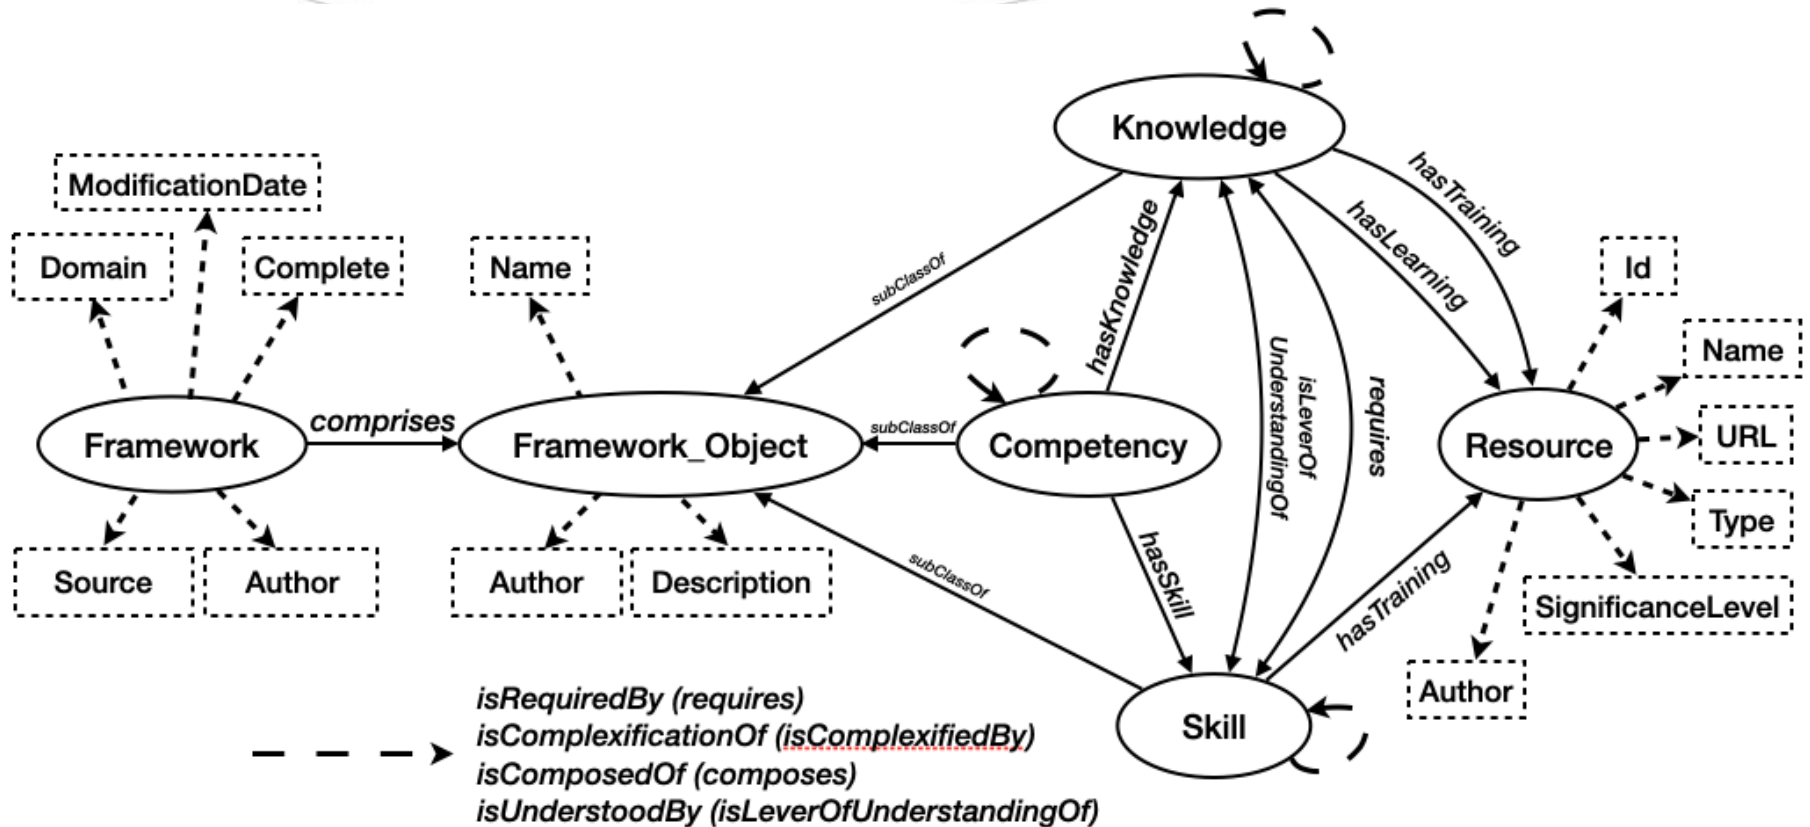 Knowledge
ModificationDate
Domain
Complete
Name
subClassOf
hasKnowledge
hasLearning
hasTraining
Id
Name
URL
Type
SignificanceLevel
Author
Framework
comprises
Framework_Object
subClassOf
Competency
isLeverOf
UnderstandingOf
requires
Resource
Source
Author
Author
Description
subClassOf
hasSkill
hasTraining
Skill
isRequiredBy (requires)
isComplexificationOf (isComplexifiedBy)
isComposedOf (composes)
isUnderstoodBy (isLeverOfUnderstandingOf)